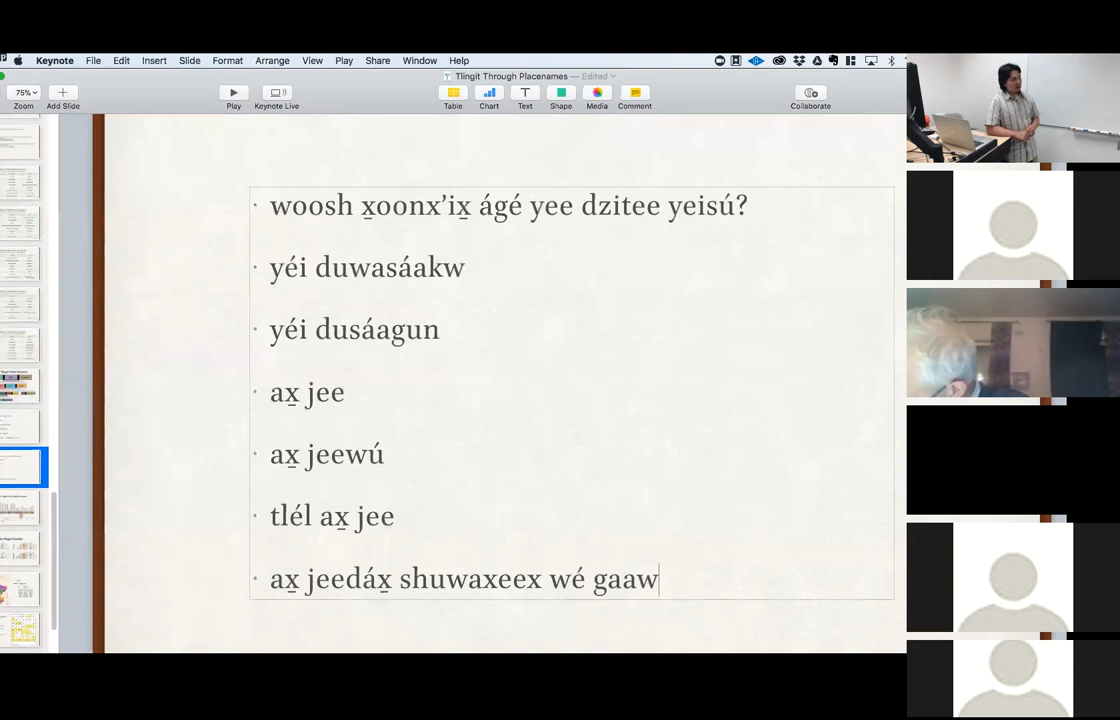 Keynote File Edit Insert Slide Format Arrange View Play Share Window Help
Tlingit Through Placenames — Edited
75%
Zoom Add Slide Play Keynote Live Table Chart Text Shape Media Comment Collaborate
woosh x̲oonx’ix̲ ágé yee dzitee yeisú?
yéi duwasáakw
yéi dusáagun
ax̲ jee
ax̲ jeewú
tlél ax̲ jee
ax̲ jeedáx̲ shuwaxeex wé gaaw